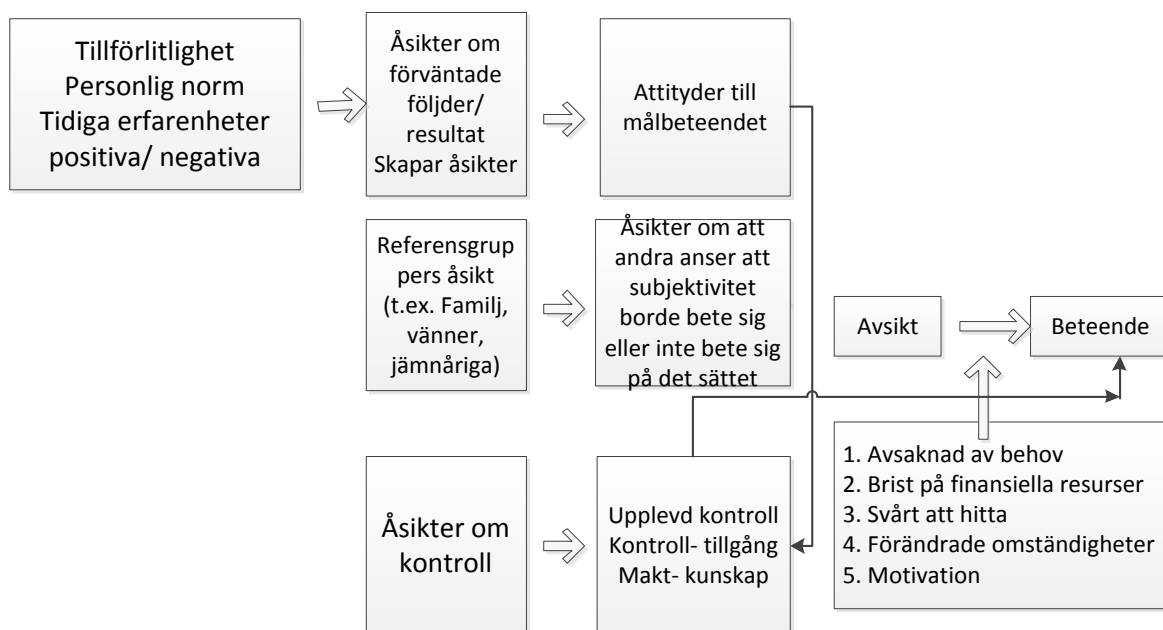 Tillförlitlighet
Personlig norm
Tidiga erfarenheter
positiva/ negativa
Åsikter om
förväntade
följder/
resultat
Skapar åsikter
Attityder till
målbeteendet
Referensgrup
pers åsikt
(t.ex. Familj,
vänner,
jämnåriga)
Åsikter om att
andra anser att
subjektivitet
borde bete sig
eller inte bete sig
på det sättet
Avsikt
Beteende
Åsikter om
kontroll
Upplevd kontroll
Kontroll- tillgång
Makt- kunskap
1. Avsaknad av behov
2. Brist på finansiella resurser
3. Svårt att hitta
4. Förändrade omständigheter
5. Motivation